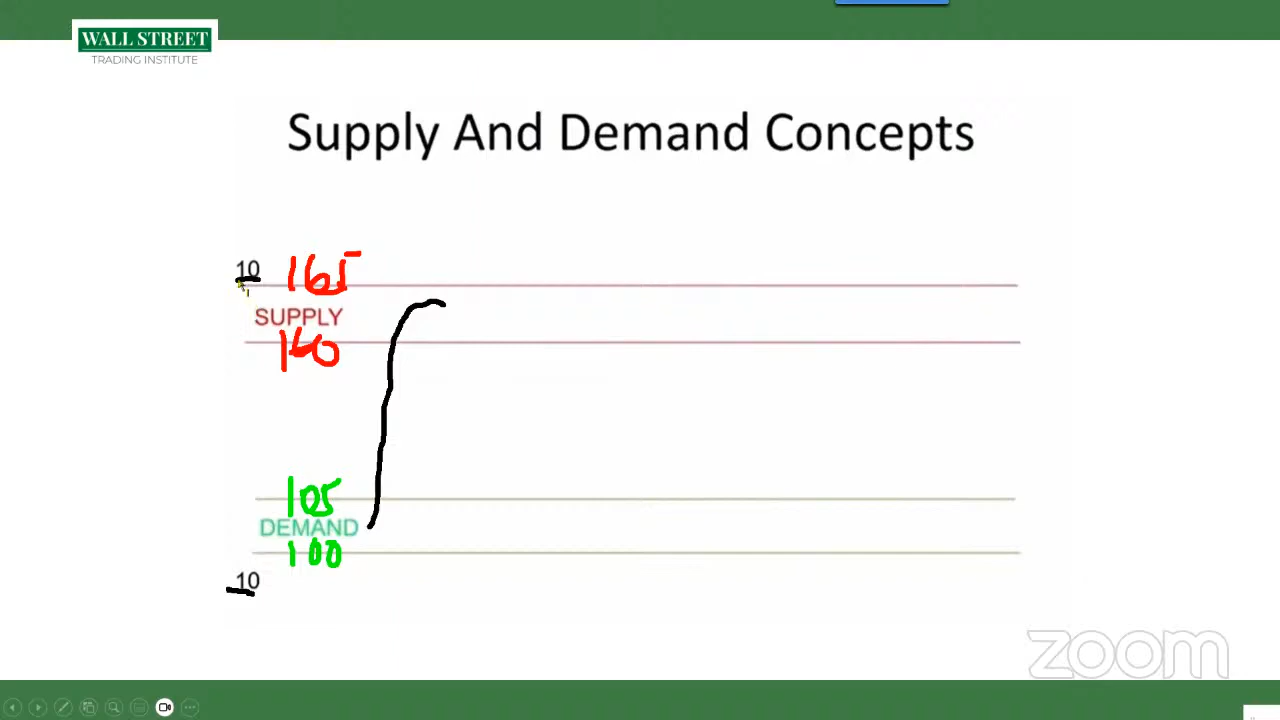 WALL STREET
TRADING INSTITUTE
Supply And Demand Concepts
10 165
SUPPLY
160
105
DEMAND
100
10
zoom